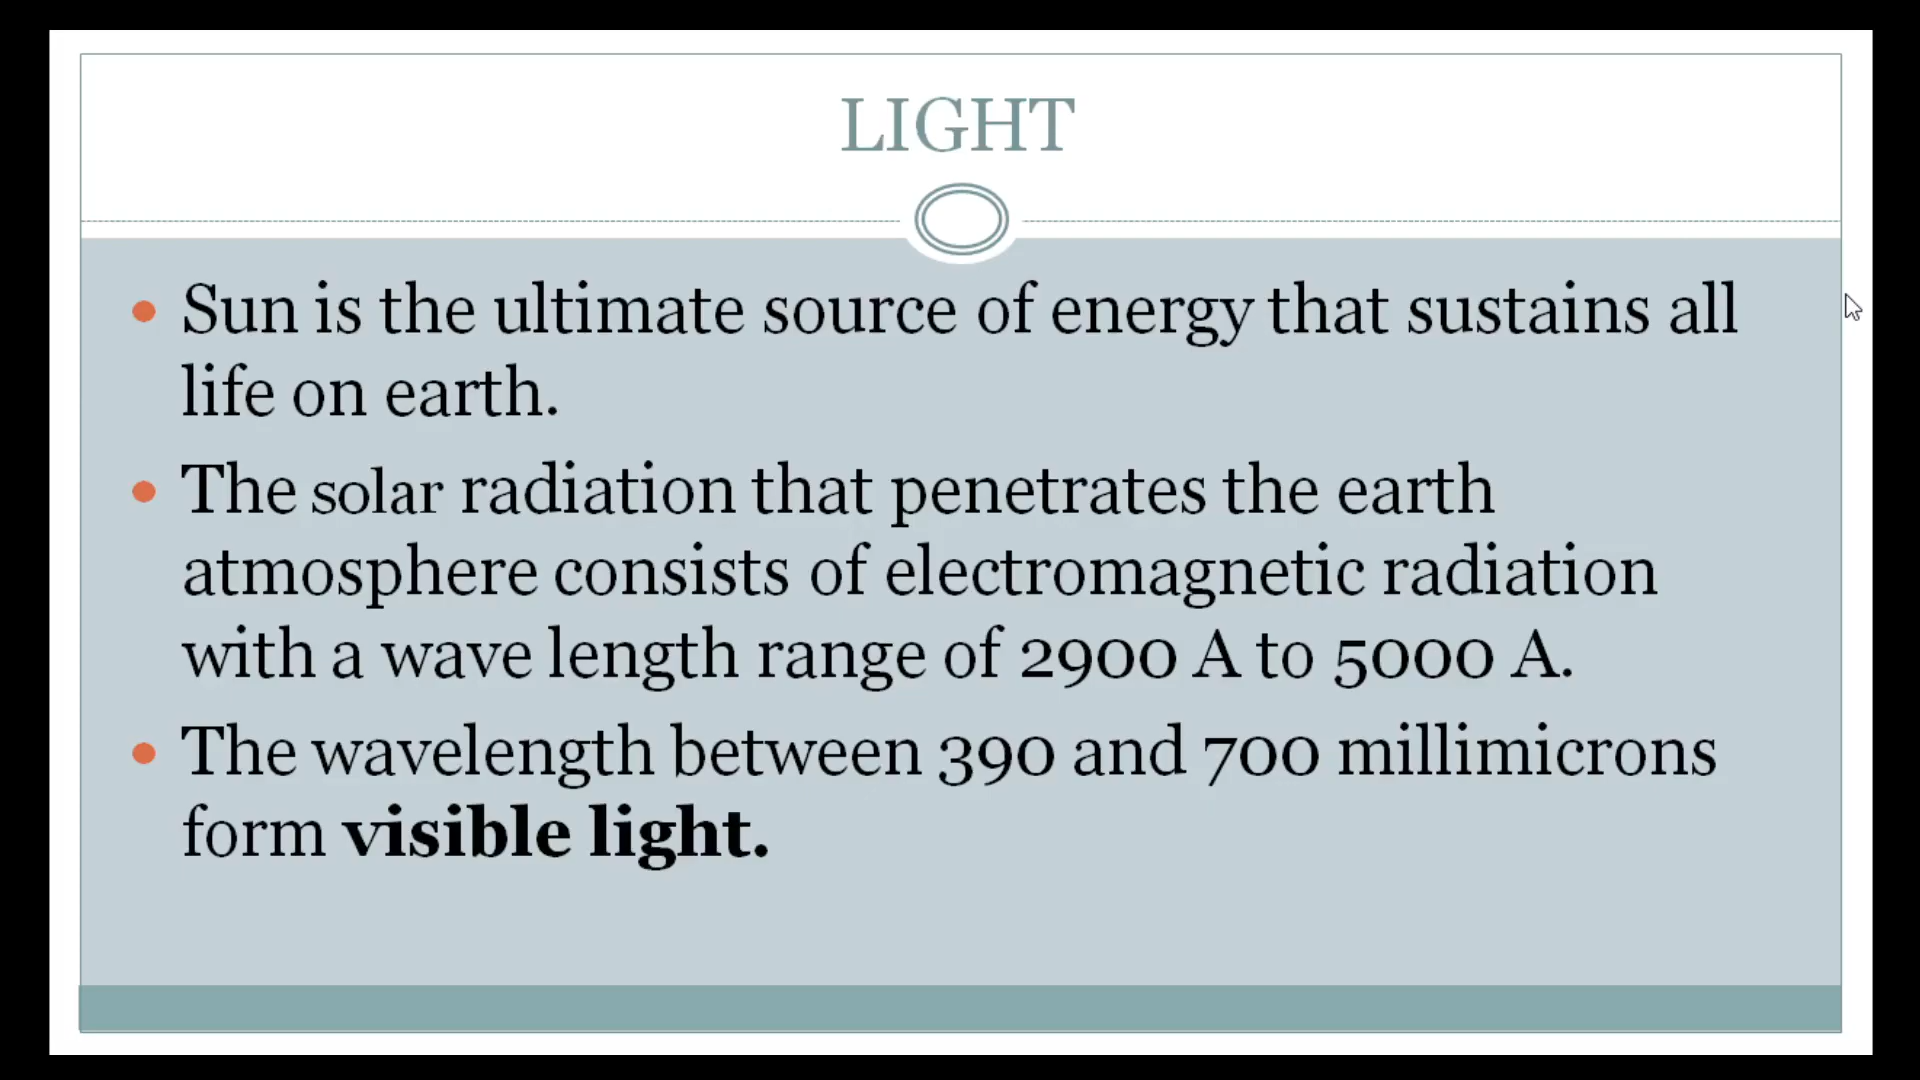 LIGHT
Sun is the ultimate source of energy that sustains all
life on earth.
The solar radiation that penetrates the earth
atmosphere consists of electromagnetic radiation
with a wave length range of 2900 A to 5000 A.
The wavelength between 390 and 700 millimicrons
form visible light.